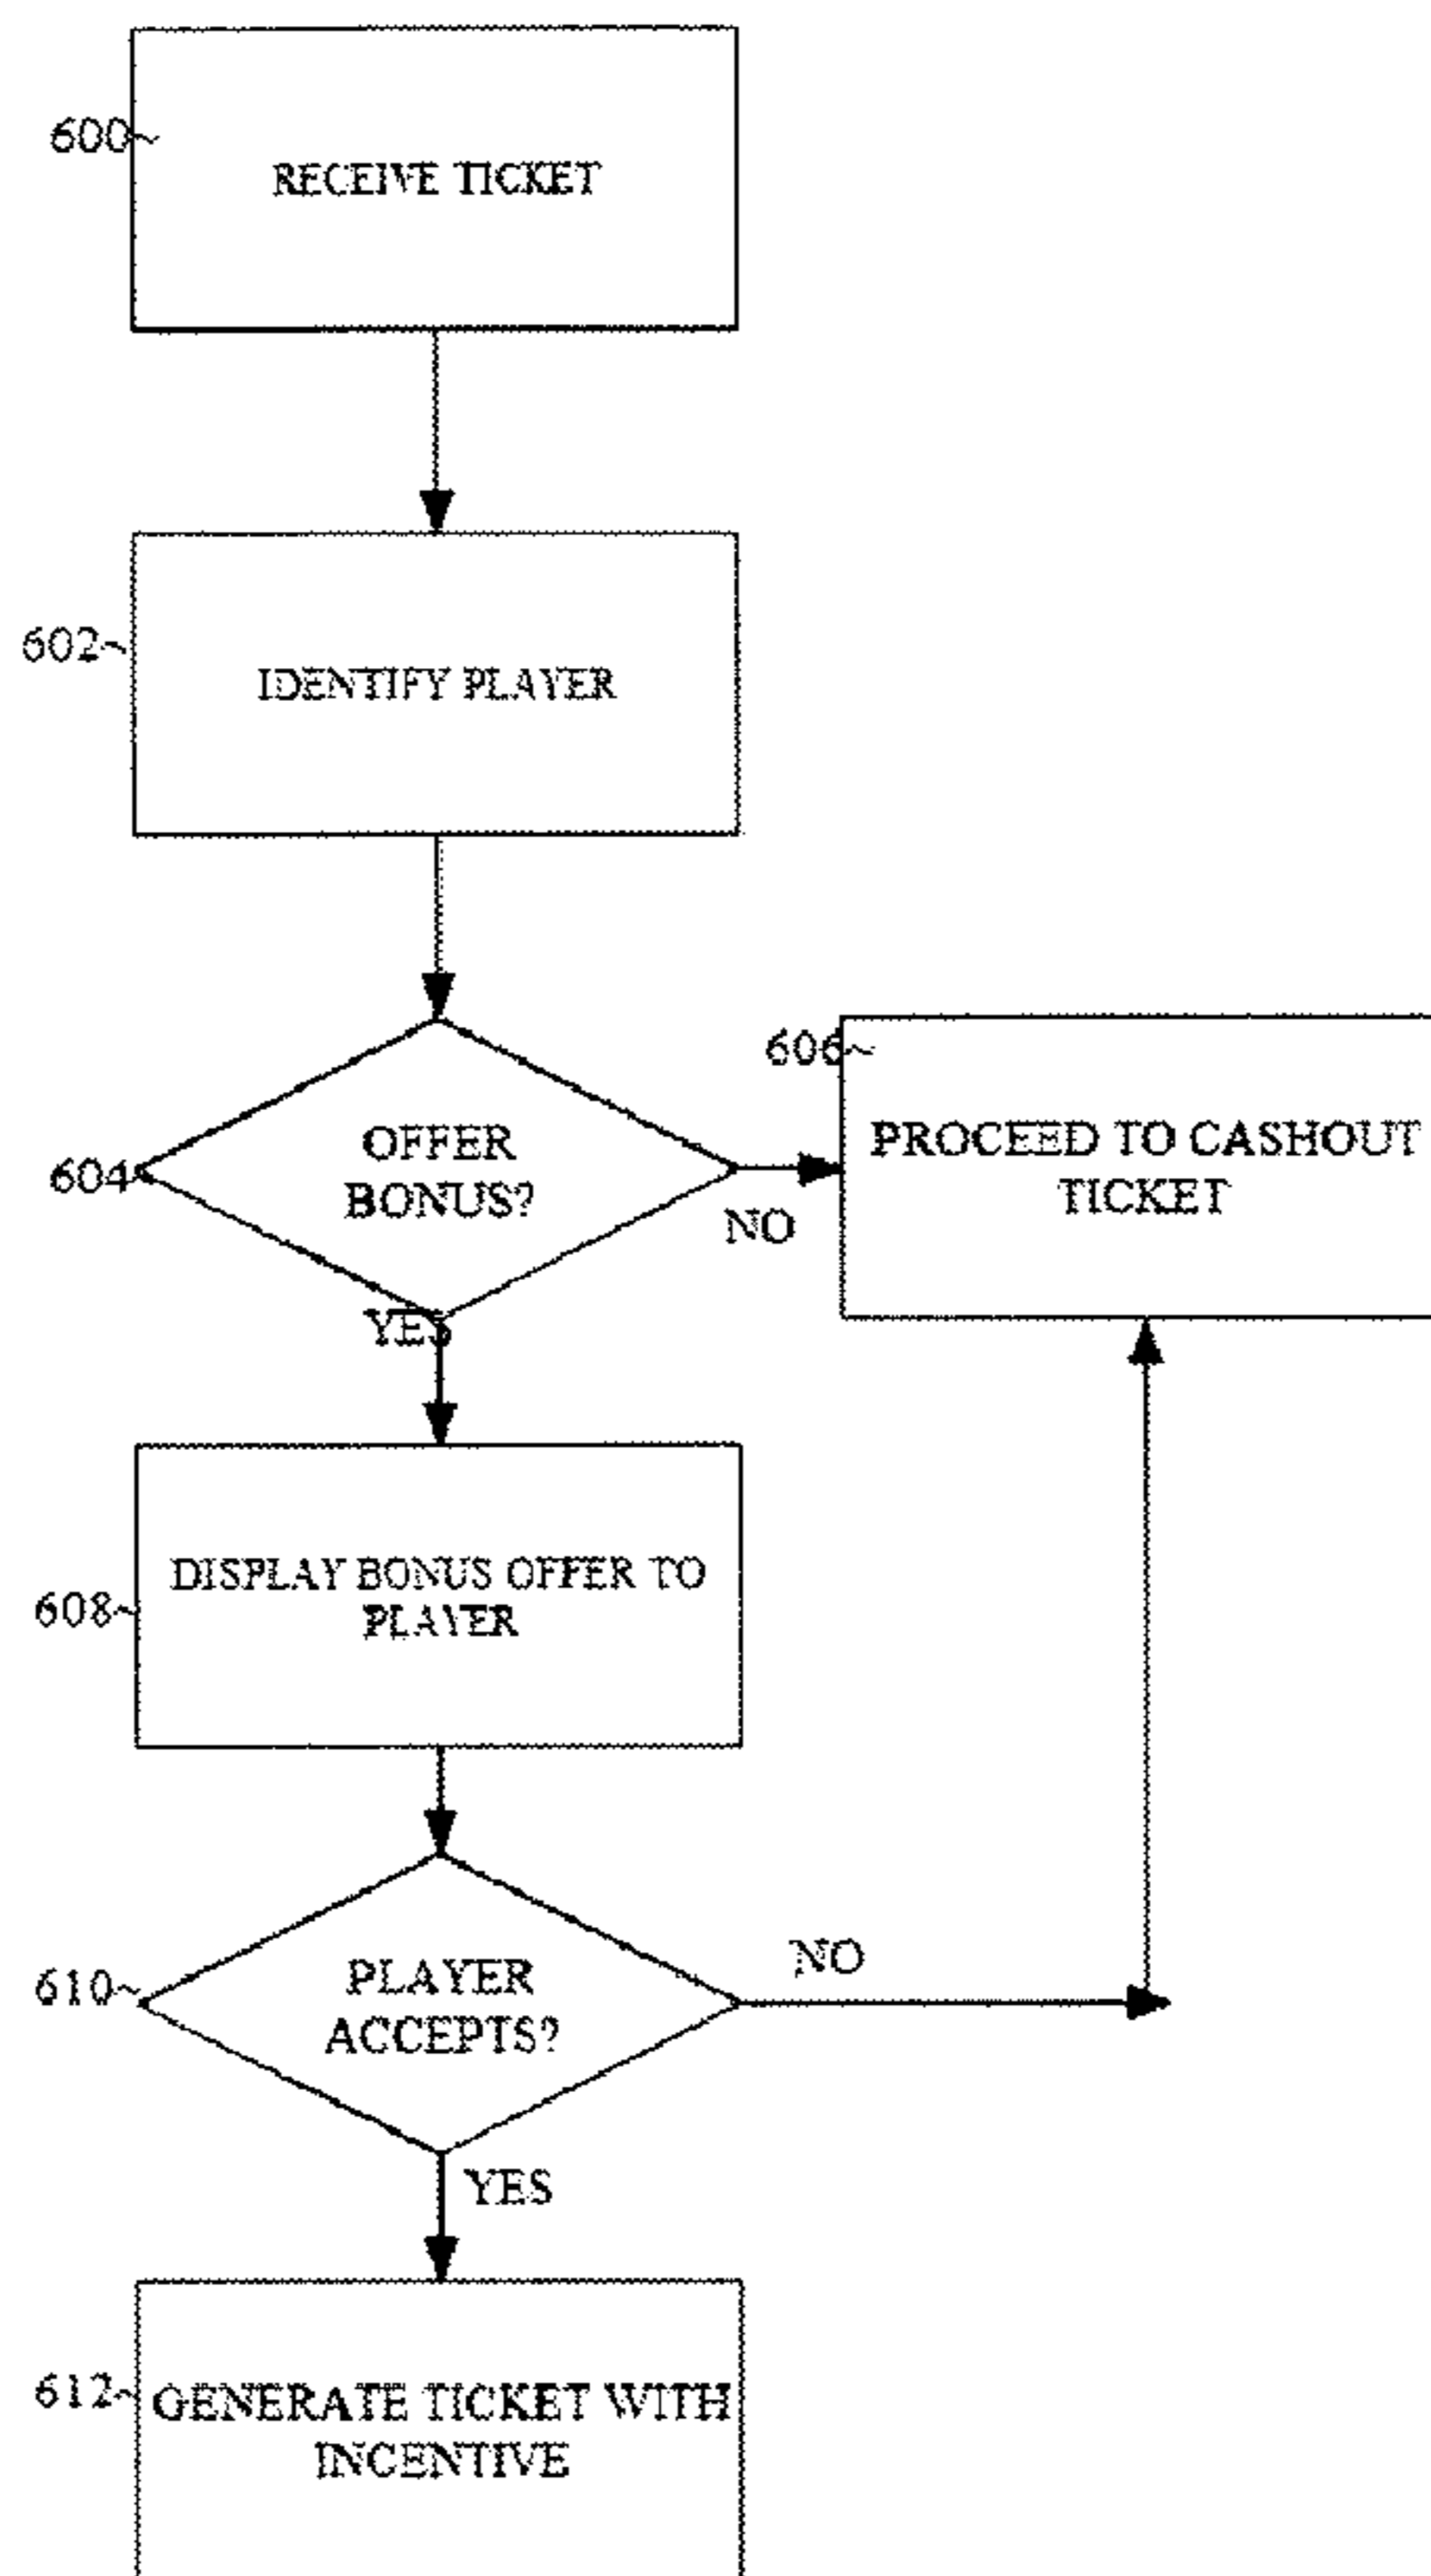 600
RECEIVE TICKET
602
IDENTIFY PLAYER
604
OFFER
BONUS?
NO
606
PROCEED TO CASHOUT
TICKET
YES
608
DISPLAY BONUS OFFER TO
PLAYER
610
PLAYER
ACCEPTS?
NO
YES
612
GENERATE TICKET WITH
INCENTIVE